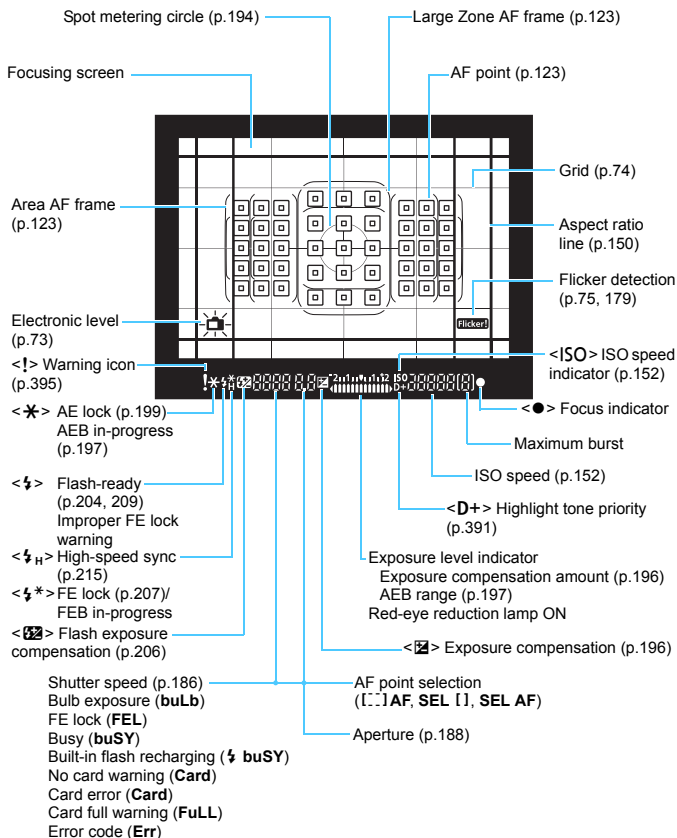 Spot metering circle (p.194)
Large Zone AF frame (p.123)
Focusing screen
AF point (p.123)
Grid (p.74)
Area AF frame
(p.123)
Aspect ratio
line (p.150)
Flicker detection
(p.75, 179)
Flicker!
Electronic level
(p.73)
<!> Warning icon
(p.395)
<ISO> ISO speed
indicator (p.152)
<✱> AE lock (p.199)
AEB in-progress
(p.197)
<●> Focus indicator
Maximum burst
ISO speed (p.152)
<⚡> Flash-ready
(p.204, 209)
Improper FE lock
warning
<D+> Highlight tone priority
(p.391)
<⚡H> High-speed sync
(p.215)
<⚡*> FE lock (p.207)/
FEB in-progress
Exposure level indicator
Exposure compensation amount (p.196)
AEB range (p.197)
Red-eye reduction lamp ON
<> Flash exposure
compensation (p.206)
<> Exposure compensation (p.196)
Shutter speed (p.186)
Bulb exposure (buLb)
FE lock (FEL)
Busy (buSY)
Built-in flash recharging (⚡ buSY)
No card warning (Card)
Card error (Card)
Card full warning (FuLL)
Error code (Err)
AF point selection
([ ] AF, SEL [ ], SEL AF)
Aperture (p.188)